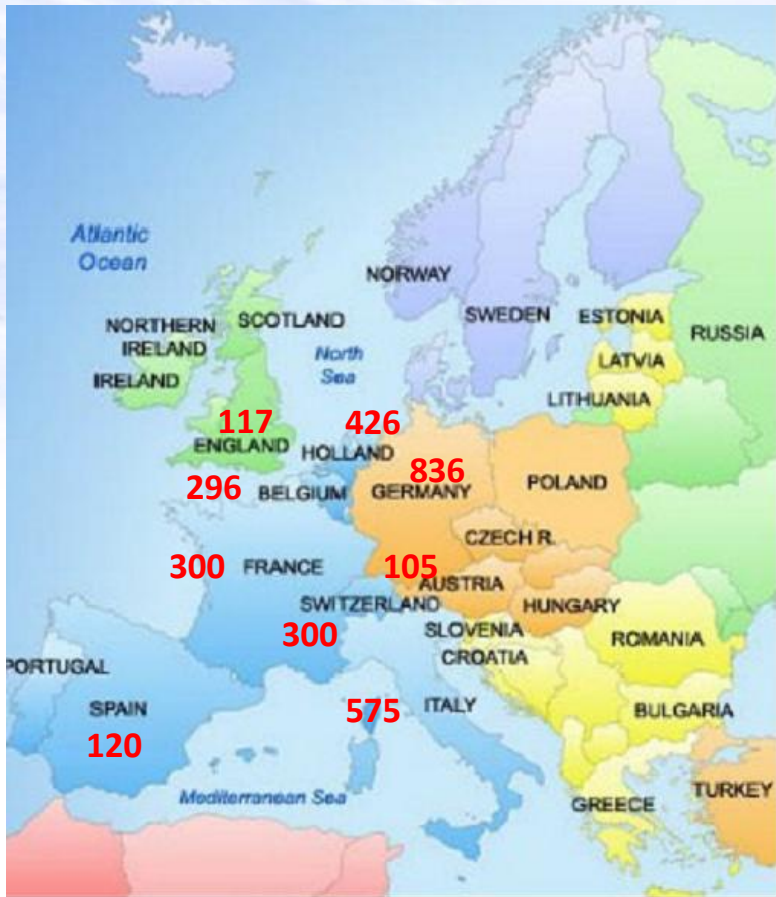 Atlantic
Ocean
NORWAY
SWEDEN
ESTONIA
RUSSIA
NORTHERN
IRELAND
SCOTLAND
North
Sea
LATVIA
IRELAND
LITHUANIA
117
426
ENGLAND
HOLLAND
836
296
BELGIUM
GERMANY
POLAND
CZECH R.
300
FRANCE
105
AUSTRIA
SWITZERLAND
HUNGARY
300
SLOVENIA
ROMANIA
CROATIA
PORTUGAL
SPAIN
575
ITALY
BULGARIA
120
Mediterranean Sea
GREECE
TURKEY